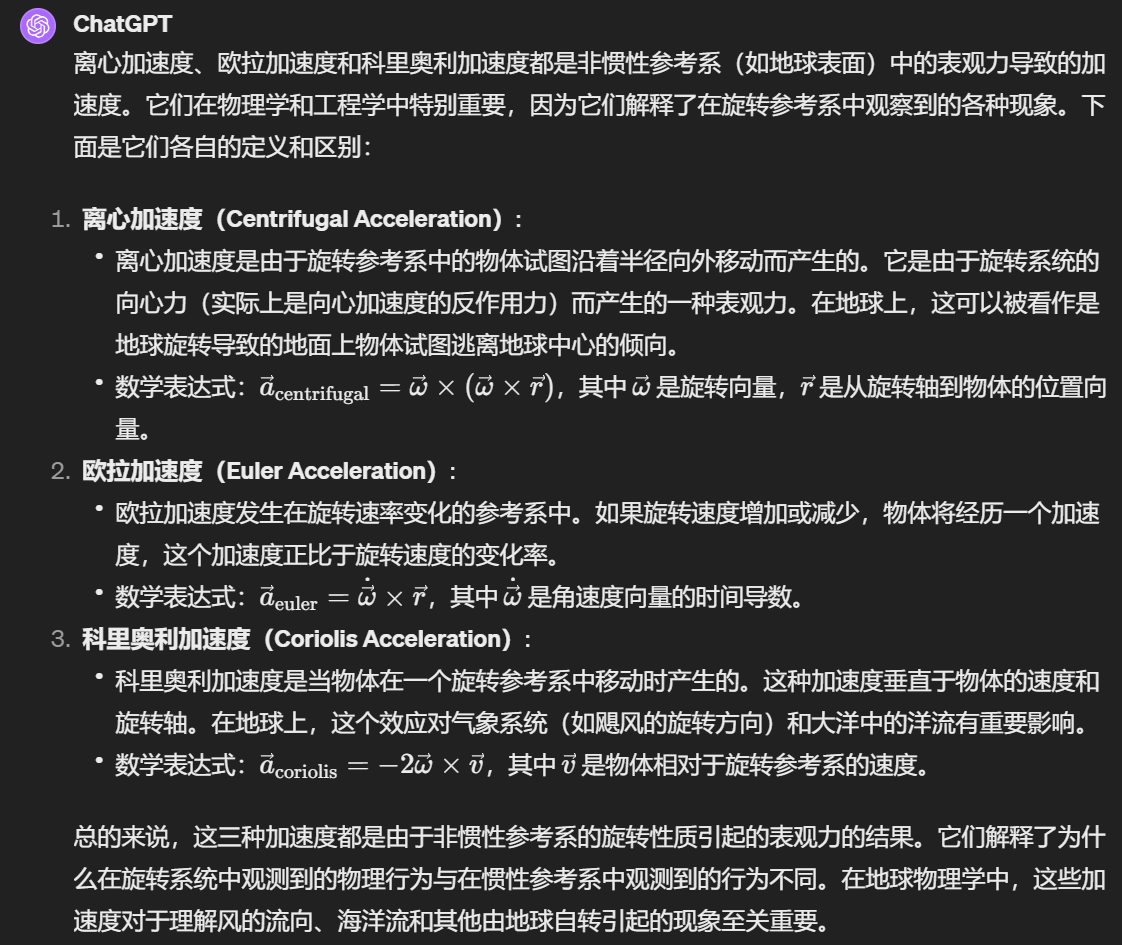 ChatGPT
离心加速度、欧拉加速度和科里奥利加速度都是非惯性参考系（如地球表面）中的表观力导致的加
速度。它们在物理学和工程学中特别重要，因为它们解释了在旋转参考系中观察到的各种现象。下
面是它们各自的定义和区别：
1. 离心加速度（Centrifugal Acceleration）：
• 离心加速度是由于旋转参考系中的物体试图沿着半径向外移动而产生的。它是由于旋转系统的
向心力（实际上是向心加速度的反作用力）而产生的一种表观力。在地球上，这可以被看作是
地球旋转导致的地面上物体试图逃离地球中心的倾向。
• 数学表达式：$\vec{a}_{\text{centrifugal}} = \vec{\omega} \times (\vec{\omega} \times \vec{r})$，其中 $\vec{\omega}$ 是旋转向量，$\vec{r}$ 是从旋转轴到物体的位置向
量。
2. 欧拉加速度（Euler Acceleration）：
• 欧拉加速度发生在旋转速率变化的参考系中。如果旋转速度增加或减少，物体将经历一个加速
度，这个加速度正比于旋转速度的变化率。
• 数学表达式：$\vec{a}_{\text{euler}} = \dot{\vec{\omega}} \times \vec{r}$，其中 $\dot{\vec{\omega}}$ 是角速度向量的时间导数。
3. 科里奥利加速度（Coriolis Acceleration）：
• 科里奥利加速度是当物体在一个旋转参考系中移动时产生的。这种加速度垂直于物体的速度和
旋转轴。在地球上，这个效应对气象系统（如飓风的旋转方向）和大洋中的洋流有重要影响。
• 数学表达式：$\vec{a}_{\text{coriolis}} = -2\vec{\omega} \times \vec{v}$，其中 $\vec{v}$ 是物体相对于旋转参考系的速度。
总的来说，这三种加速度都是由于非惯性参考系的旋转性质引起的表观力的结果。它们解释了为什
么在旋转系统中观测到的物理行为与在惯性参考系中观测到的行为不同。在地球物理学中，这些加
速度对于理解风的流向、海洋流和其他由地球自转引起的现象至关重要。